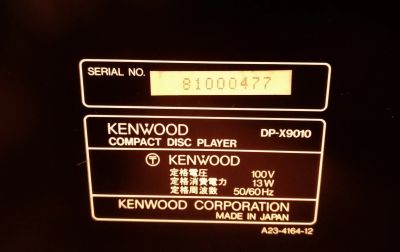 SERIAL NO. 81000477
KENWOOD DP-X9010
COMPACT DISC PLAYER
〒 KENWOOD
定格電圧 100V
定格消費電力 13W
定格周波数 50/60Hz
KENWOOD CORPORATION
MADE IN JAPAN
A23-4164-12